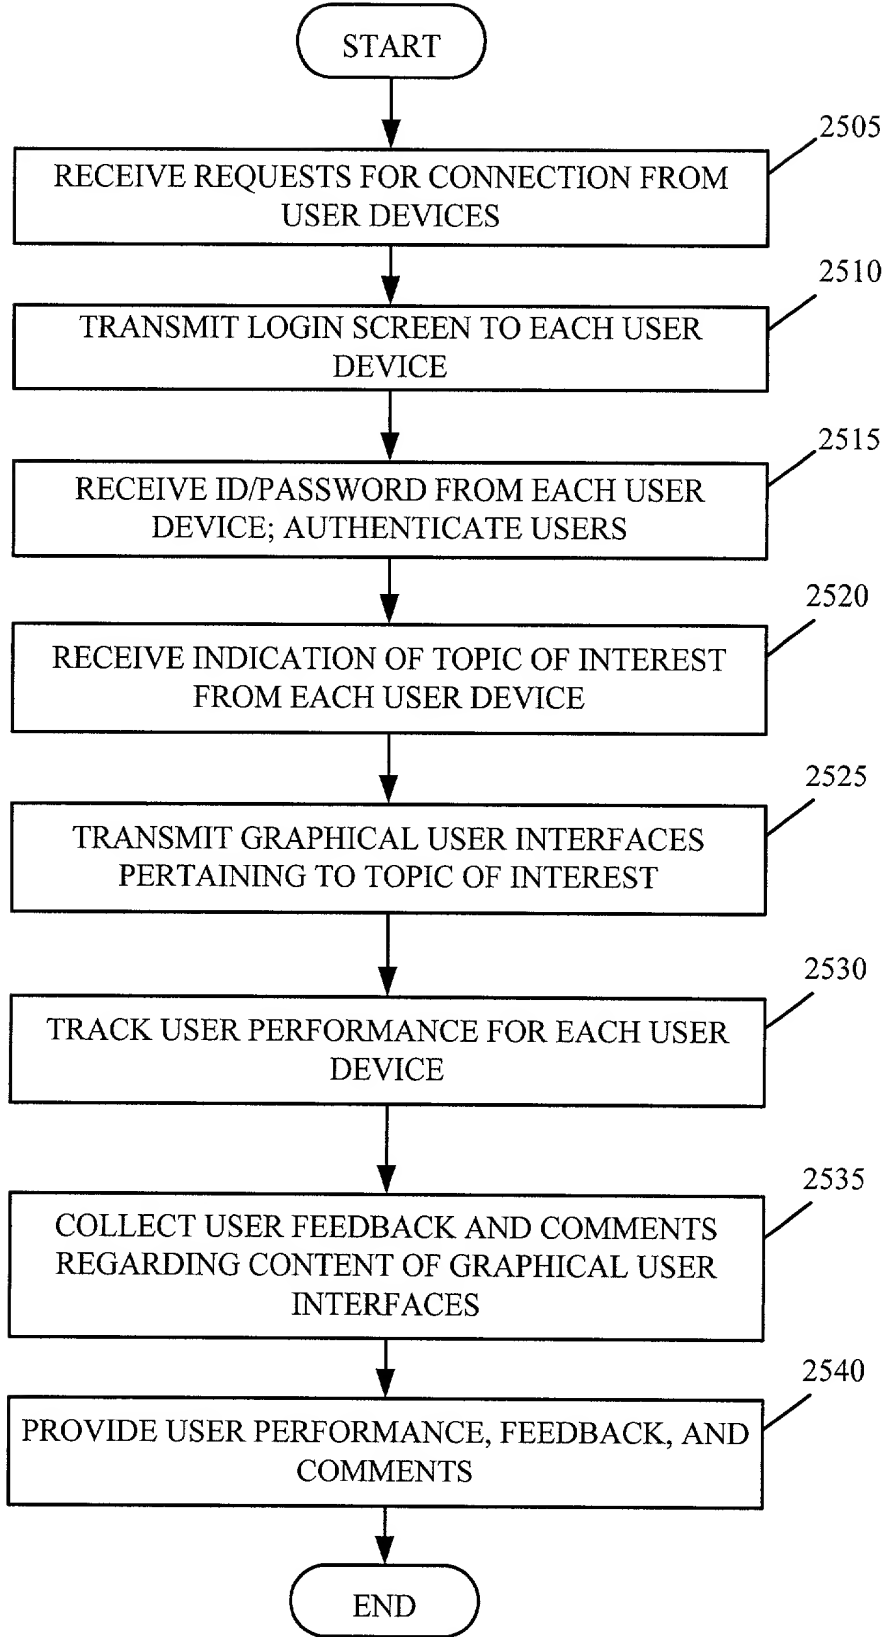 START
2505
RECEIVE REQUESTS FOR CONNECTION FROM
USER DEVICES
2510
TRANSMIT LOGIN SCREEN TO EACH USER
DEVICE
2515
RECEIVE ID/PASSWORD FROM EACH USER
DEVICE; AUTHENTICATE USERS
2520
RECEIVE INDICATION OF TOPIC OF INTEREST
FROM EACH USER DEVICE
2525
TRANSMIT GRAPHICAL USER INTERFACES
PERTAINING TO TOPIC OF INTEREST
2530
TRACK USER PERFORMANCE FOR EACH USER
DEVICE
2535
COLLECT USER FEEDBACK AND COMMENTS
REGARDING CONTENT OF GRAPHICAL USER
INTERFACES
2540
PROVIDE USER PERFORMANCE, FEEDBACK, AND
COMMENTS
END